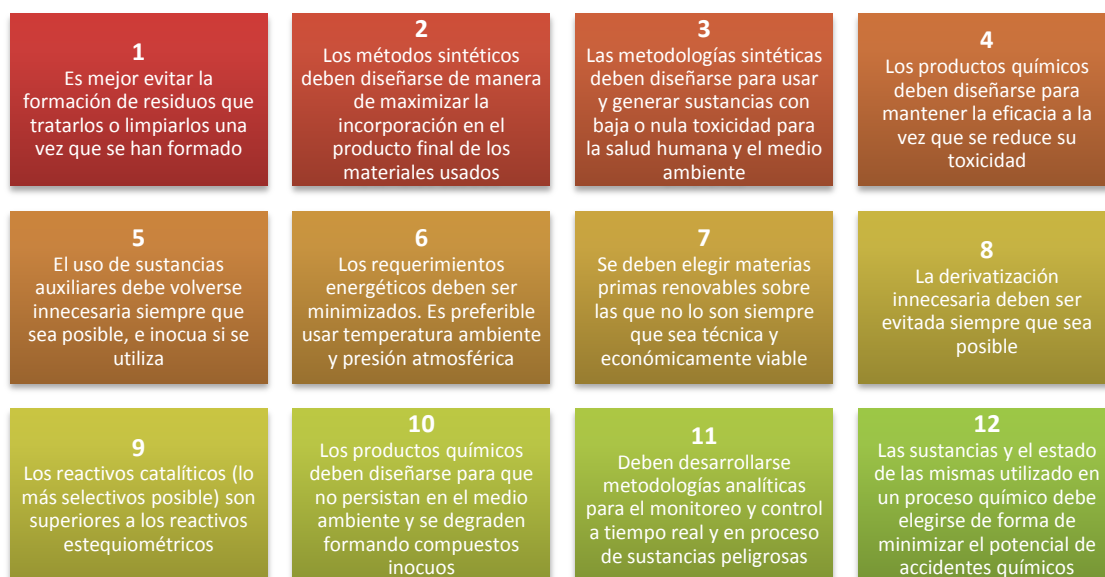 1
Es mejor evitar la
formación de residuos que
tratarlos o limpiarlos una
vez que se han formado
2
Los métodos sintéticos
deben diseñarse de manera
de maximizar la
incorporación en el
producto final de los
materiales usados
3
Las metodologías sintéticas
deben diseñarse para usar
y generar sustancias con
baja o nula toxicidad para
la salud humana y el medio
ambiente
4
Los productos químicos
deben diseñarse para
mantener la eficacia a la
vez que se reduce su
toxicidad
5
El uso de sustancias
auxiliares debe volverse
innecesaria siempre que
sea posible, e inocua si se
utiliza
6
Los requerimientos
energéticos deben ser
minimizados. Es preferible
usar temperatura ambiente
y presión atmosférica
7
Se deben elegir materias
primas renovables sobre
las que no lo son siempre
que sea técnica y
económicamente viable
8
La derivatización
innecesaria deben ser
evitada siempre que sea
posible
9
Los reactivos catalíticos (lo
más selectivos posible) son
superiores a los reactivos
estequiométricos
10
Los productos químicos
deben diseñarse para que
no persistan en el medio
ambiente y se degraden
formando compuestos
inocuos
11
Deben desarrollarse
metodologías analíticas
para el monitoreo y control
a tiempo real y en proceso
de sustancias peligrosas
12
Las sustancias y el estado
de las mismas utilizado en
un proceso químico debe
elegirse de forma de
minimizar el potencial de
accidentes químicos